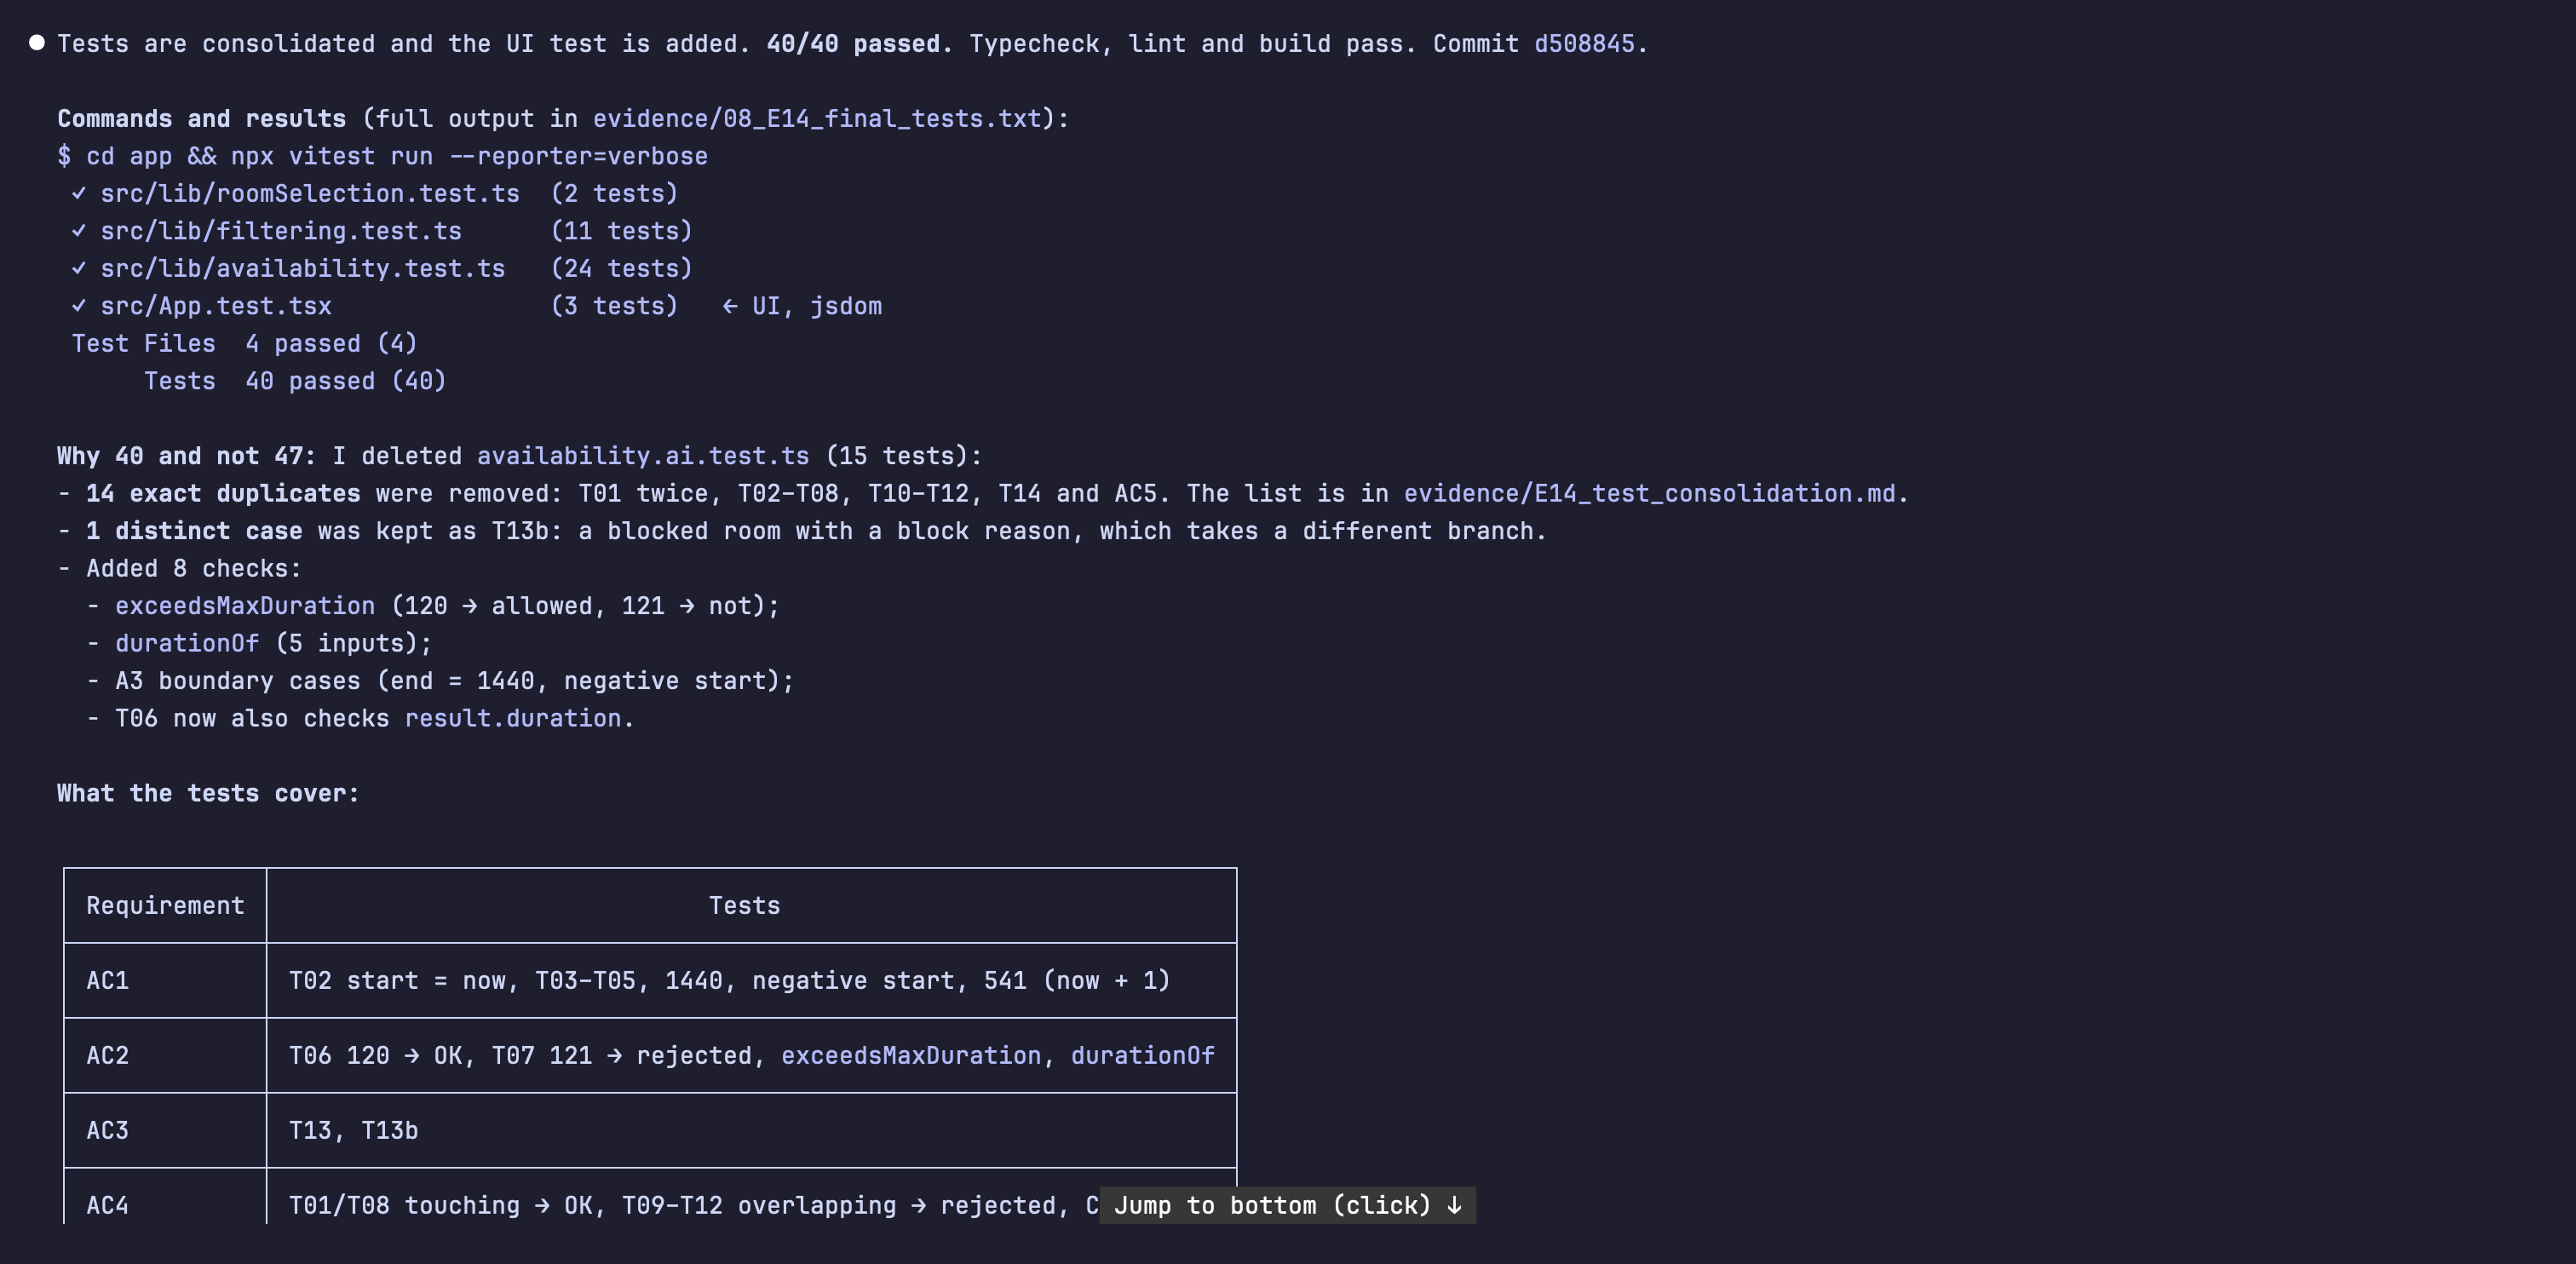 ● Tests are consolidated and the UI test is added. 40/40 passed. Typecheck, lint and build pass. Commit d508845.
Commands and results (full output in evidence/08_E14_final_tests.txt):
$ cd app && npx vitest run --reporter=verbose
✓ src/lib/roomSelection.test.ts (2 tests)
✓ src/lib/filtering.test.ts (11 tests)
✓ src/lib/availability.test.ts (24 tests)
✓ src/App.test.tsx (3 tests) ← UI, jsdom
Test Files 4 passed (4)
Tests 40 passed (40)
Why 40 and not 47: I deleted availability.ai.test.ts (15 tests):
- 14 exact duplicates were removed: T01 twice, T02–T08, T10–T12, T14 and AC5. The list is in evidence/E14_test_consolidation.md.
- 1 distinct case was kept as T13b: a blocked room with a block reason, which takes a different branch.
- Added 8 checks:
- exceedsMaxDuration (120 → allowed, 121 → not);
- durationOf (5 inputs);
- A3 boundary cases (end = 1440, negative start);
- T06 now also checks result.duration.
What the tests cover:
Requirement Tests
AC1 T02 start = now, T03–T05, 1440, negative start, 541 (now + 1)
AC2 T06 120 → OK, T07 121 → rejected, exceedsMaxDuration, durationOf
AC3 T13, T13b
AC4 T01/T08 touching → OK, T09–T12 overlapping → rejected, C
Jump to bottom (click) ↓